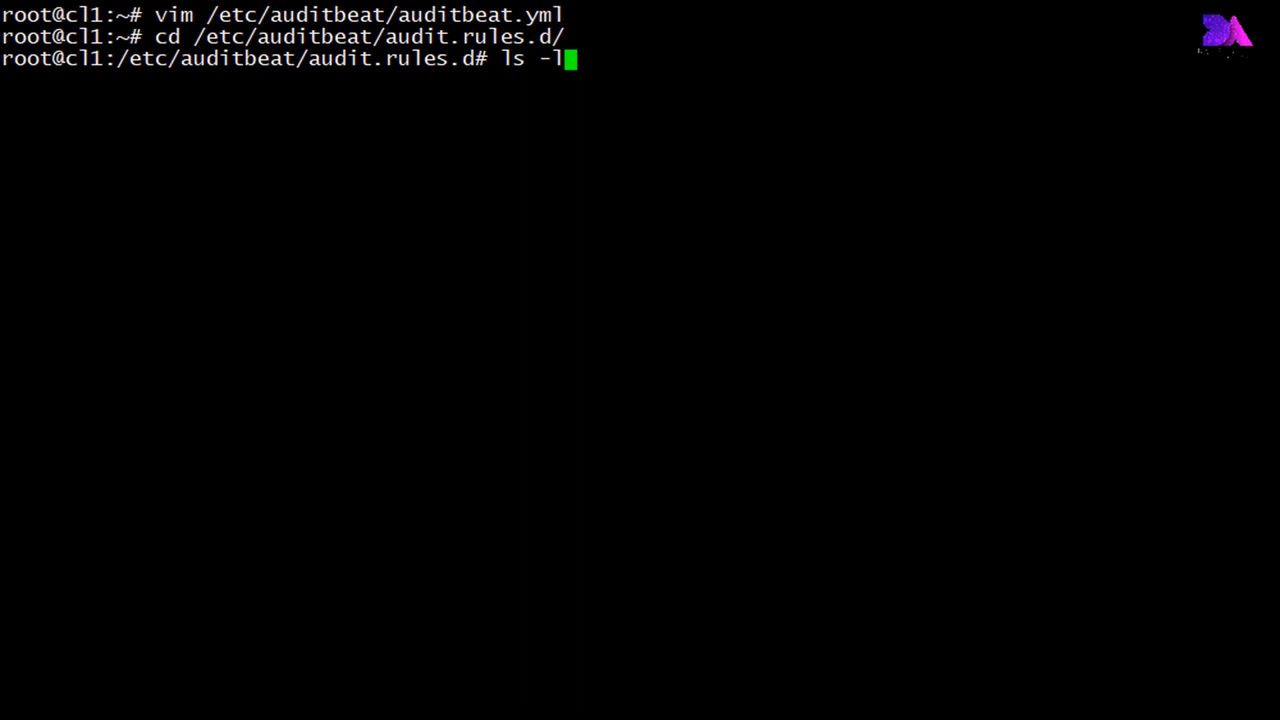 root@cl1:~# vim /etc/auditbeat/auditbeat.yml
root@cl1:~# cd /etc/auditbeat/audit.rules.d/
root@cl1:/etc/auditbeat/audit.rules.d# ls -l